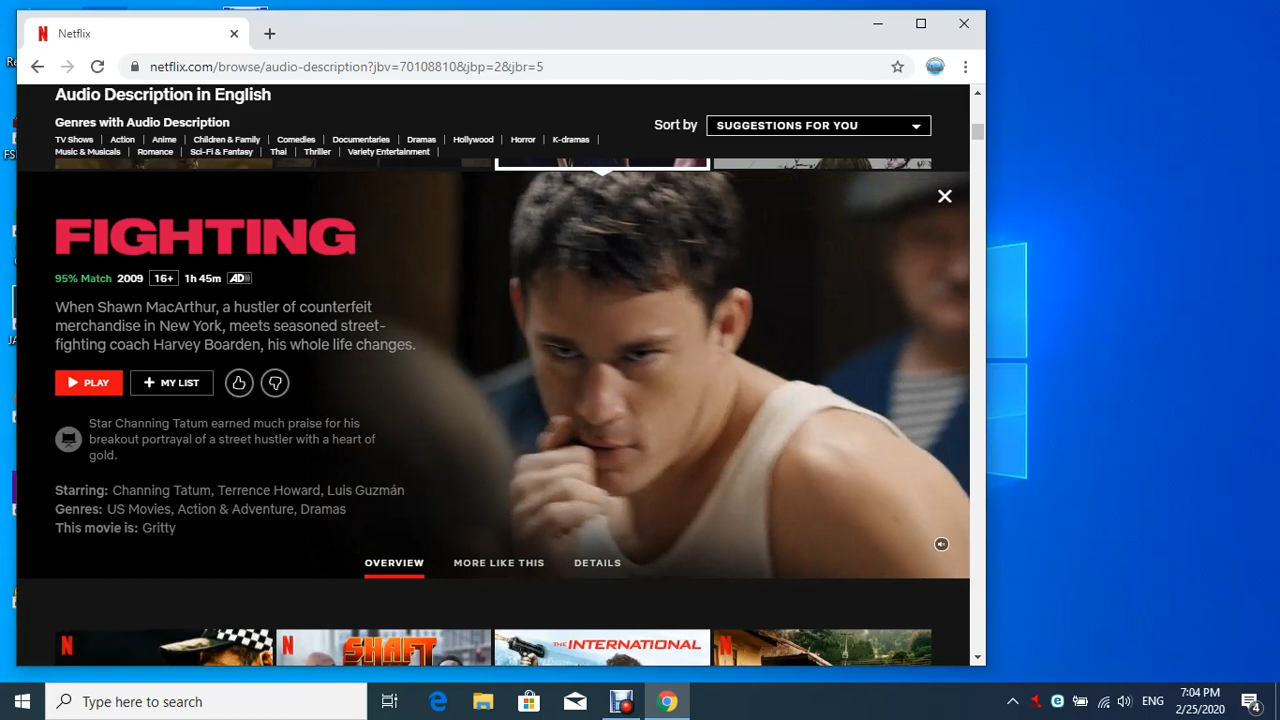 Netflix
netflix.com/browse/audio-description?jbv=70108810&jbp=2&jbr=5
Audio Description in English
Genres with Audio Description
TV Shows Action Anime Children & Family Comedies Documentaries Dramas Hollywood Horror K-dramas
Music & Musicals Romance Sci-Fi & Fantasy Thai Thriller Variety Entertainment
Sort by SUGGESTIONS FOR YOU
FIGHTING
95% Match 2009 16+ 1h 45m AD
When Shawn MacArthur, a hustler of counterfeit
merchandise in New York, meets seasoned street-
fighting coach Harvey Boarden, his whole life changes.
PLAY + MY LIST
Star Channing Tatum earned much praise for his
breakout portrayal of a street hustler with a heart of
gold.
Starring: Channing Tatum, Terrence Howard, Luis Guzmán
Genres: US Movies, Action & Adventure, Dramas
This movie is: Gritty
OVERVIEW MORE LIKE THIS DETAILS
N N SHAFT THE INTERNATIONAL N
Type here to search
ENG
7:04 PM
2/25/2020
4